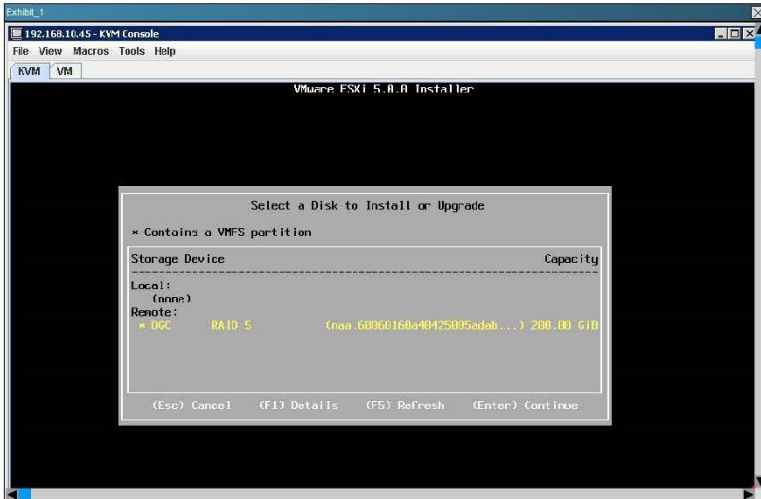 Exhibit_1
192.168.10.45 - KVM Console
File View Macros Tools Help
KVM VM
VMware ESXi 5.0.0 Installer
Select a Disk to Install or Upgrade
* Contains a VMFS partition
Storage Device Capacity
Local:
(none)
Remote:
* DGC RAID 5 200.00 GiB
(Esc) Cancel (F1) Details (F5) Refresh (Enter) Continue